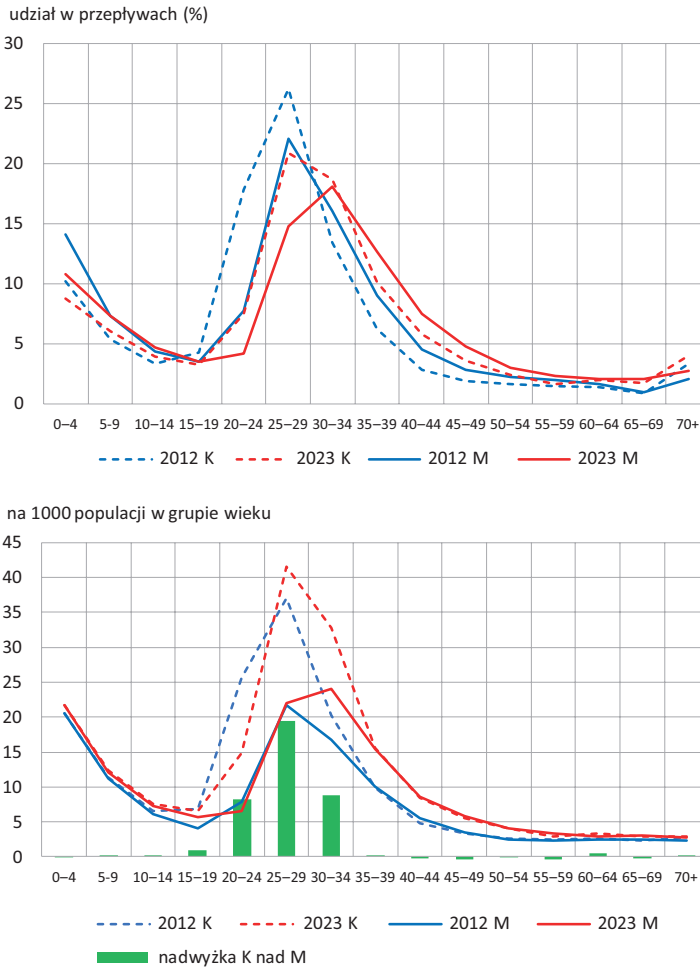 udział w przepływach (%)
30
25
20
15
10
5
0
0–4 5-9 10–14 15–19 20–24 25–29 30–34 35–39 40–44 45–49 50–54 55–59 60–64 65–69 70+
2012 K 2023 K 2012 M 2023 M
na 1000 populacji w grupie wieku
45
40
35
30
25
20
15
10
5
0
0–4 5-9 10–14 15–19 20–24 25–29 30–34 35–39 40–44 45–49 50–54 55–59 60–64 65–69 70+
2012 K 2023 K 2012 M 2023 M
nadwyżka K nad M